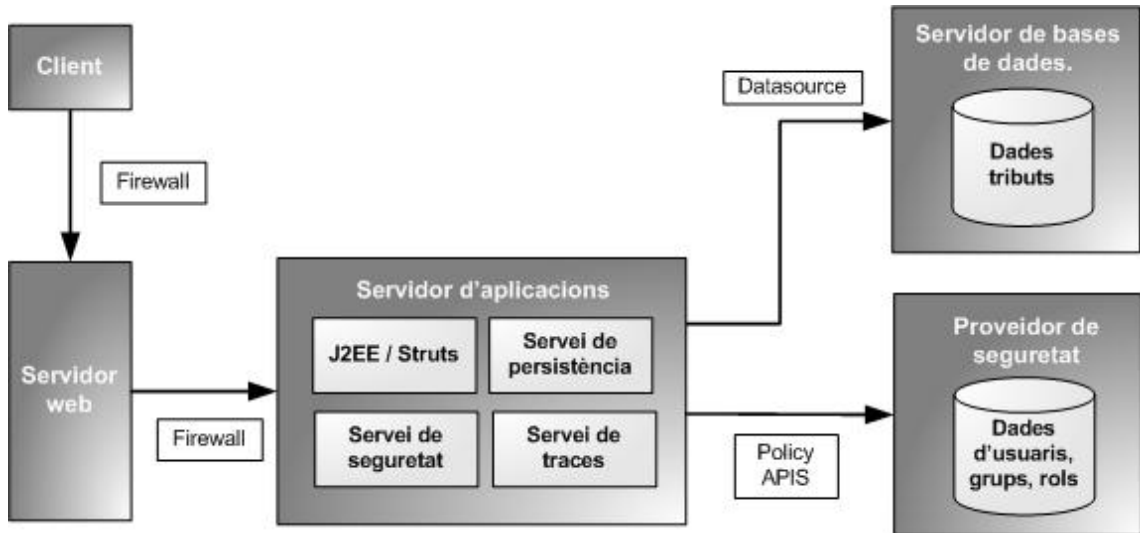 Client
Firewall
Servidor
web
Firewall
Servidor d'aplicacions
J2EE / Struts
Servei de
persistència
Servei de
seguretat
Servei de
traces
Datasource
Servidor de bases
de dades.
Dades
tributs
Policy
APIS
Proveidor de
seguretat
Dades
d'usuaris,
grups, rols